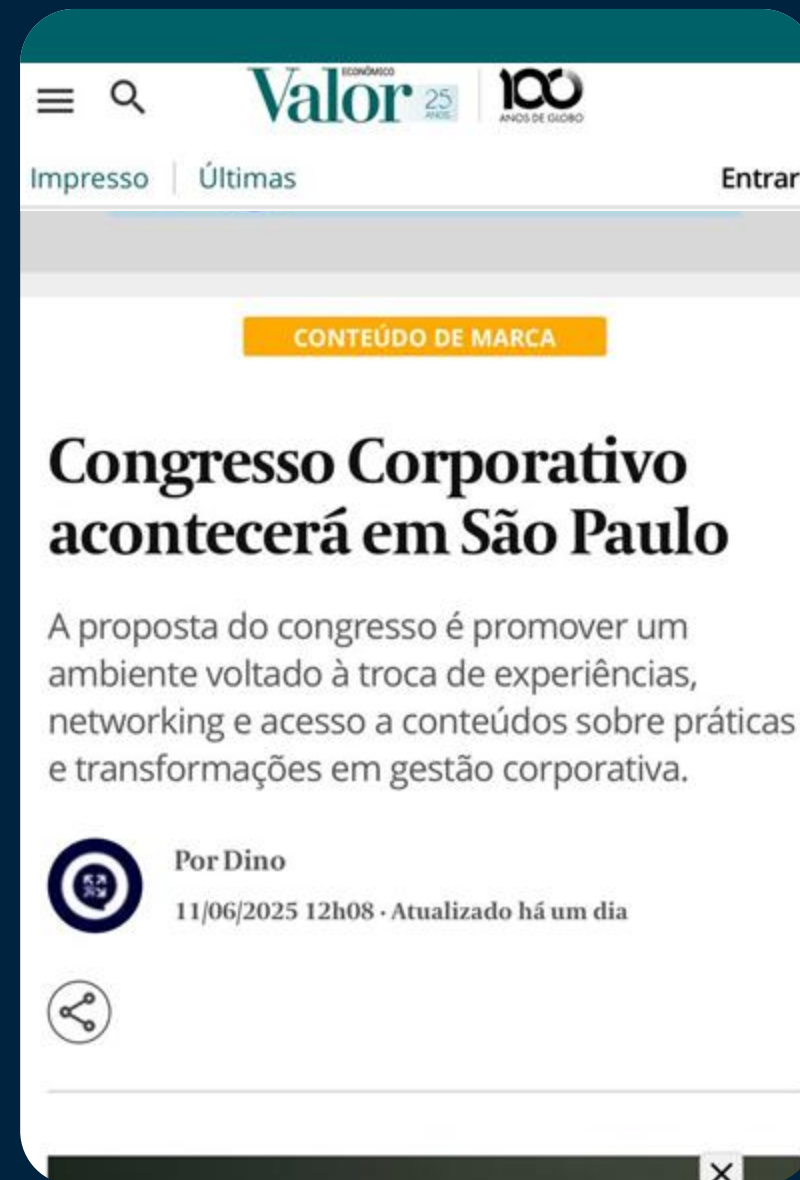 ECONÔMICO
Valor 25 ANOS
100
ANOS DE GLOBO
Impresso Últimas Entrar
CONTEÚDO DE MARCA
Congresso Corporativo
acontecerá em São Paulo
A proposta do congresso é promover um
ambiente voltado à troca de experiências,
networking e acesso a conteúdos sobre práticas
e transformações em gestão corporativa.
Por Dino
11/06/2025 12h08 · Atualizado há um dia